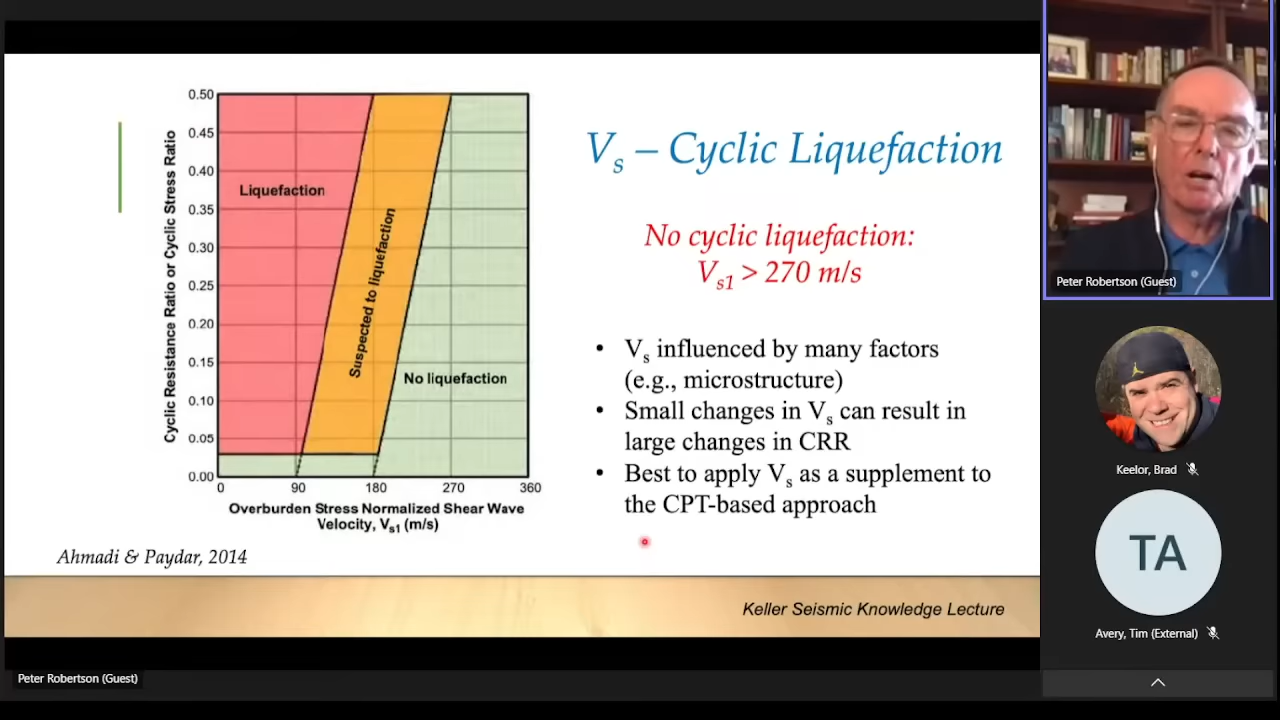 Cyclic Resistance Ratio or Cyclic Stress Ratio
0.50
0.45
0.40
0.35
0.30
0.25
0.20
0.15
0.10
0.05
0.00
Liquefaction
Suspected to liquefaction
No liquefaction
0 90 180 270 360
Overburden Stress Normalized Shear Wave
Velocity, Vs1 (m/s)
Ahmadi & Paydar, 2014
Vs – Cyclic Liquefaction
No cyclic liquefaction:
Vs1 > 270 m/s
• Vs influenced by many factors
(e.g., microstructure)
• Small changes in Vs can result in
large changes in CRR
• Best to apply Vs as a supplement to
the CPT-based approach
Keller Seismic Knowledge Lecture
Peter Robertson (Guest)
Peter Robertson (Guest)
Keelor, Brad
TA
Avery, Tim (External)